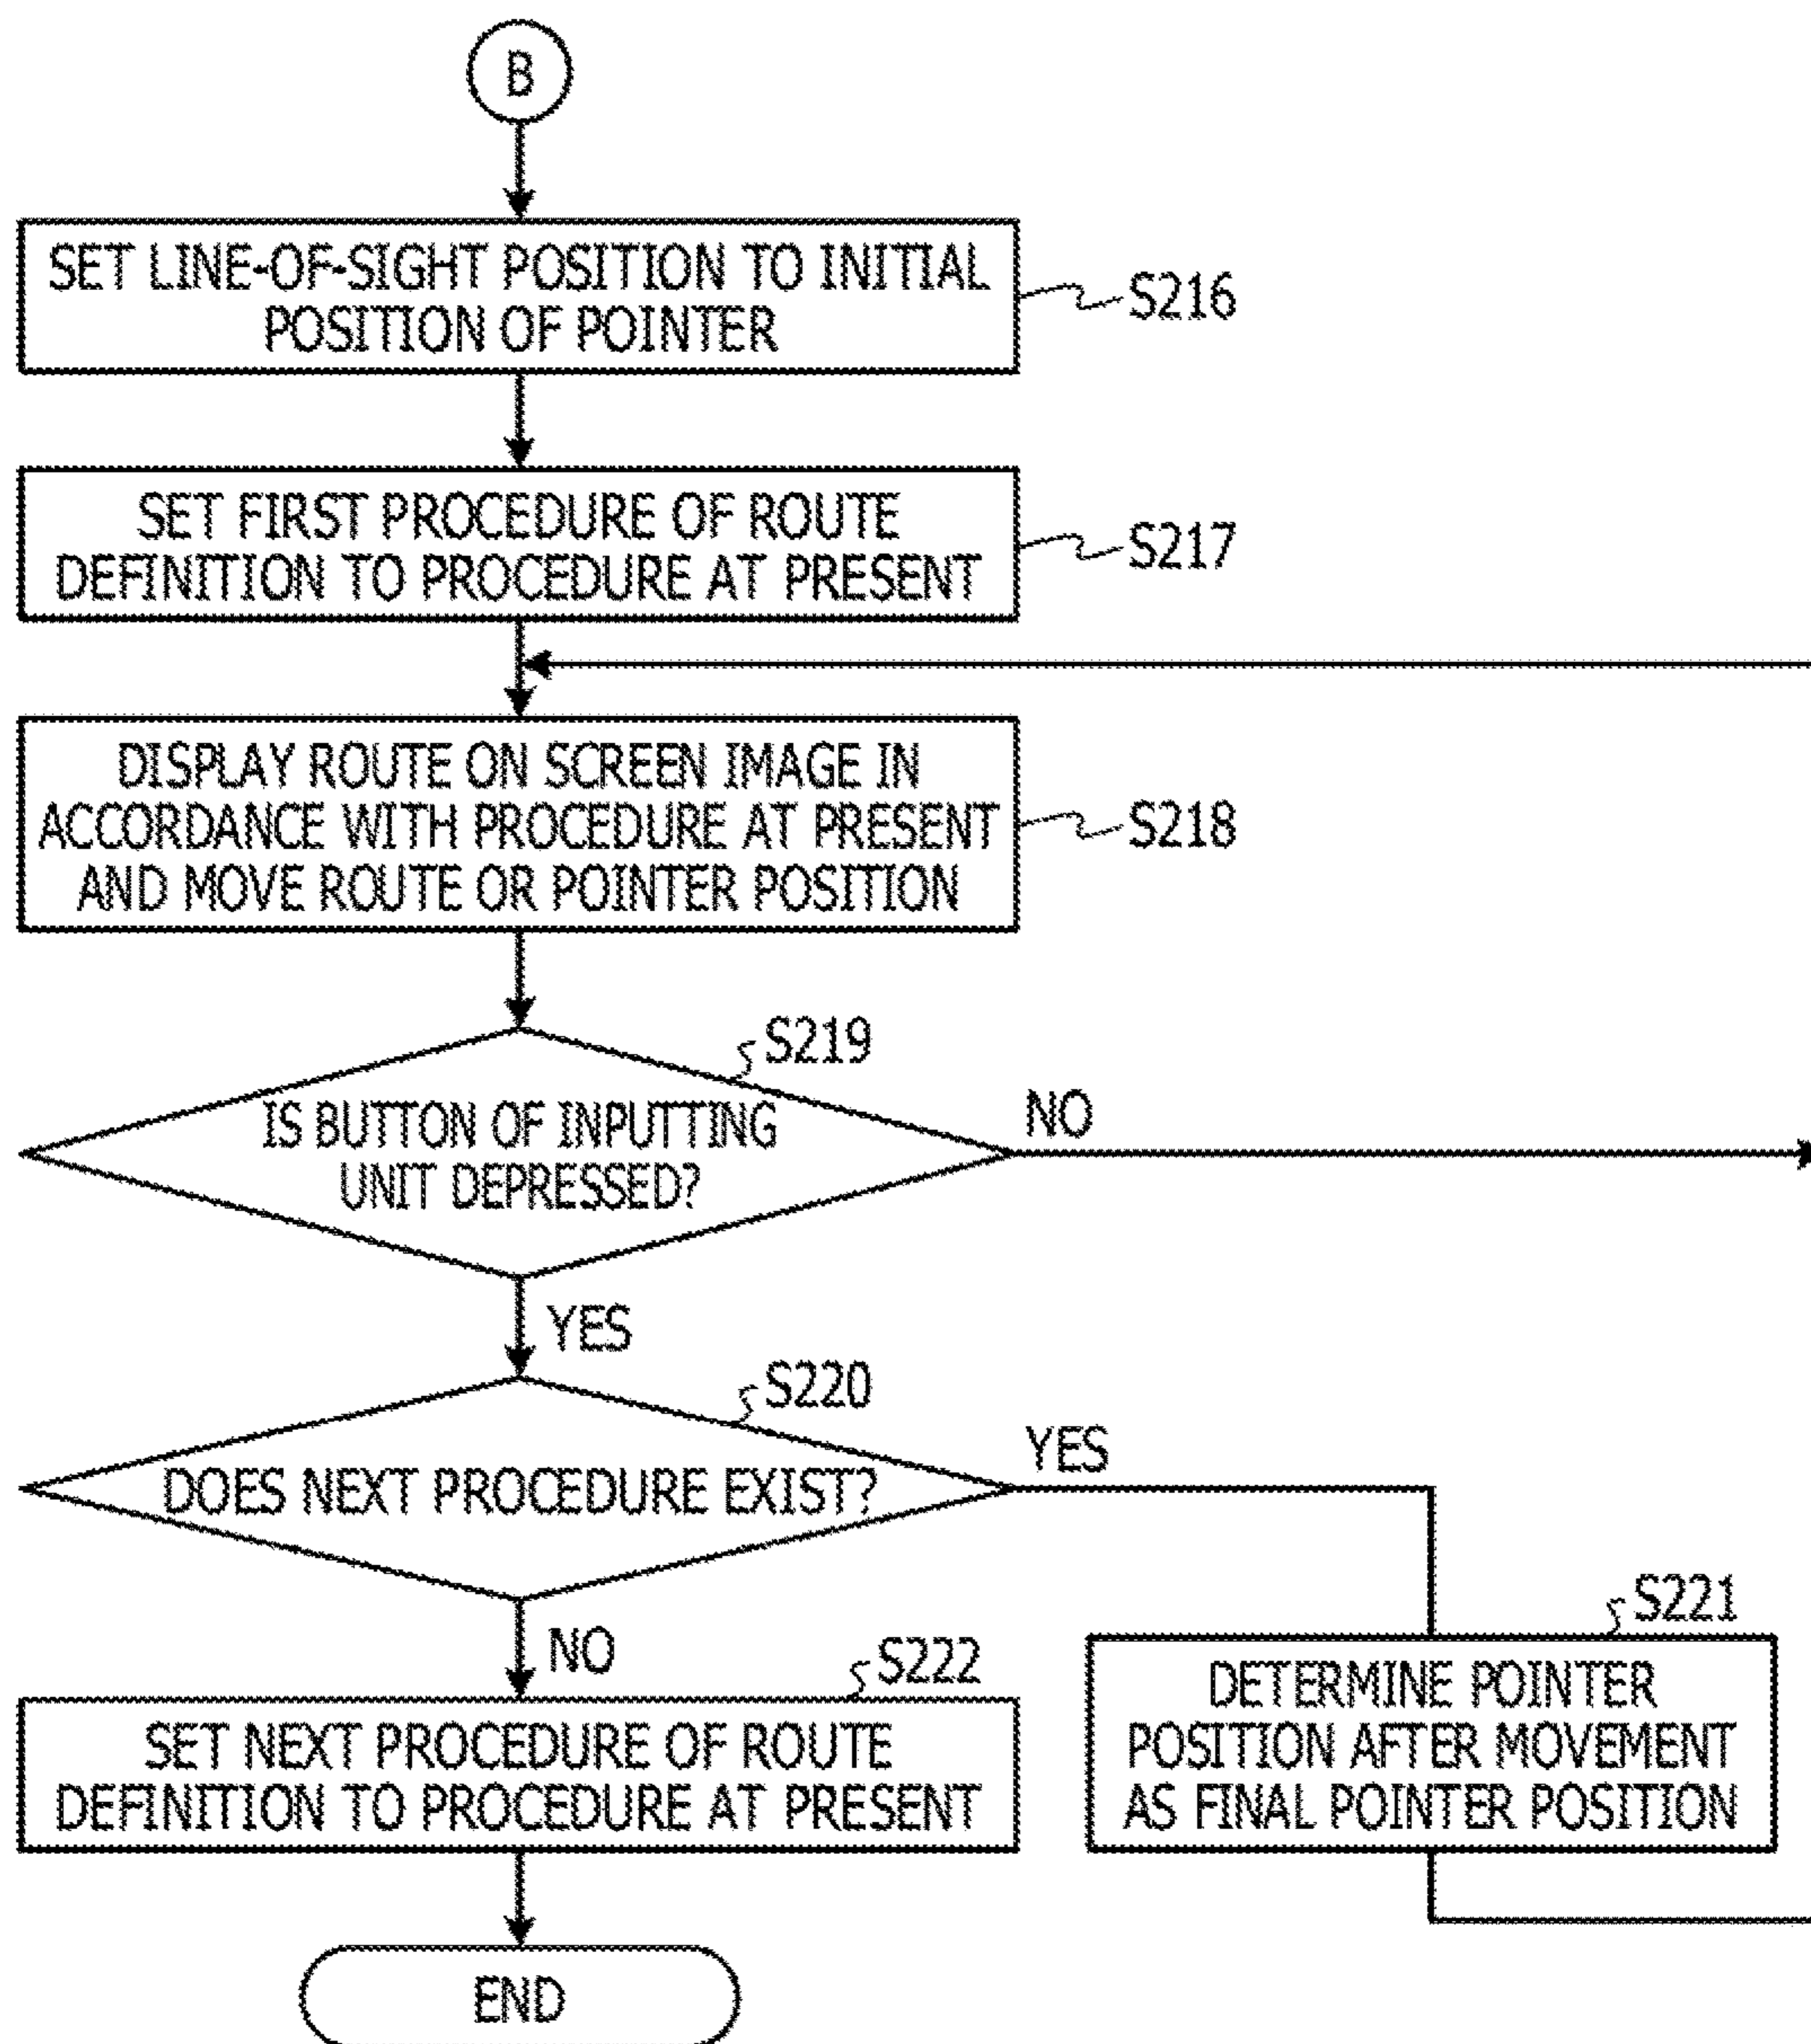 B
SET LINE-OF-SIGHT POSITION TO INITIAL
POSITION OF POINTER
S216
SET FIRST PROCEDURE OF ROUTE
DEFINITION TO PROCEDURE AT PRESENT
S217
DISPLAY ROUTE ON SCREEN IMAGE IN
ACCORDANCE WITH PROCEDURE AT PRESENT
AND MOVE ROUTE OR POINTER POSITION
S218
S219
IS BUTTON OF INPUTTING
UNIT DEPRESSED?
NO
YES
S220
DOES NEXT PROCEDURE EXIST?
YES
NO
S221
DETERMINE POINTER
POSITION AFTER MOVEMENT
AS FINAL POINTER POSITION
S222
SET NEXT PROCEDURE OF ROUTE
DEFINITION TO PROCEDURE AT PRESENT
END